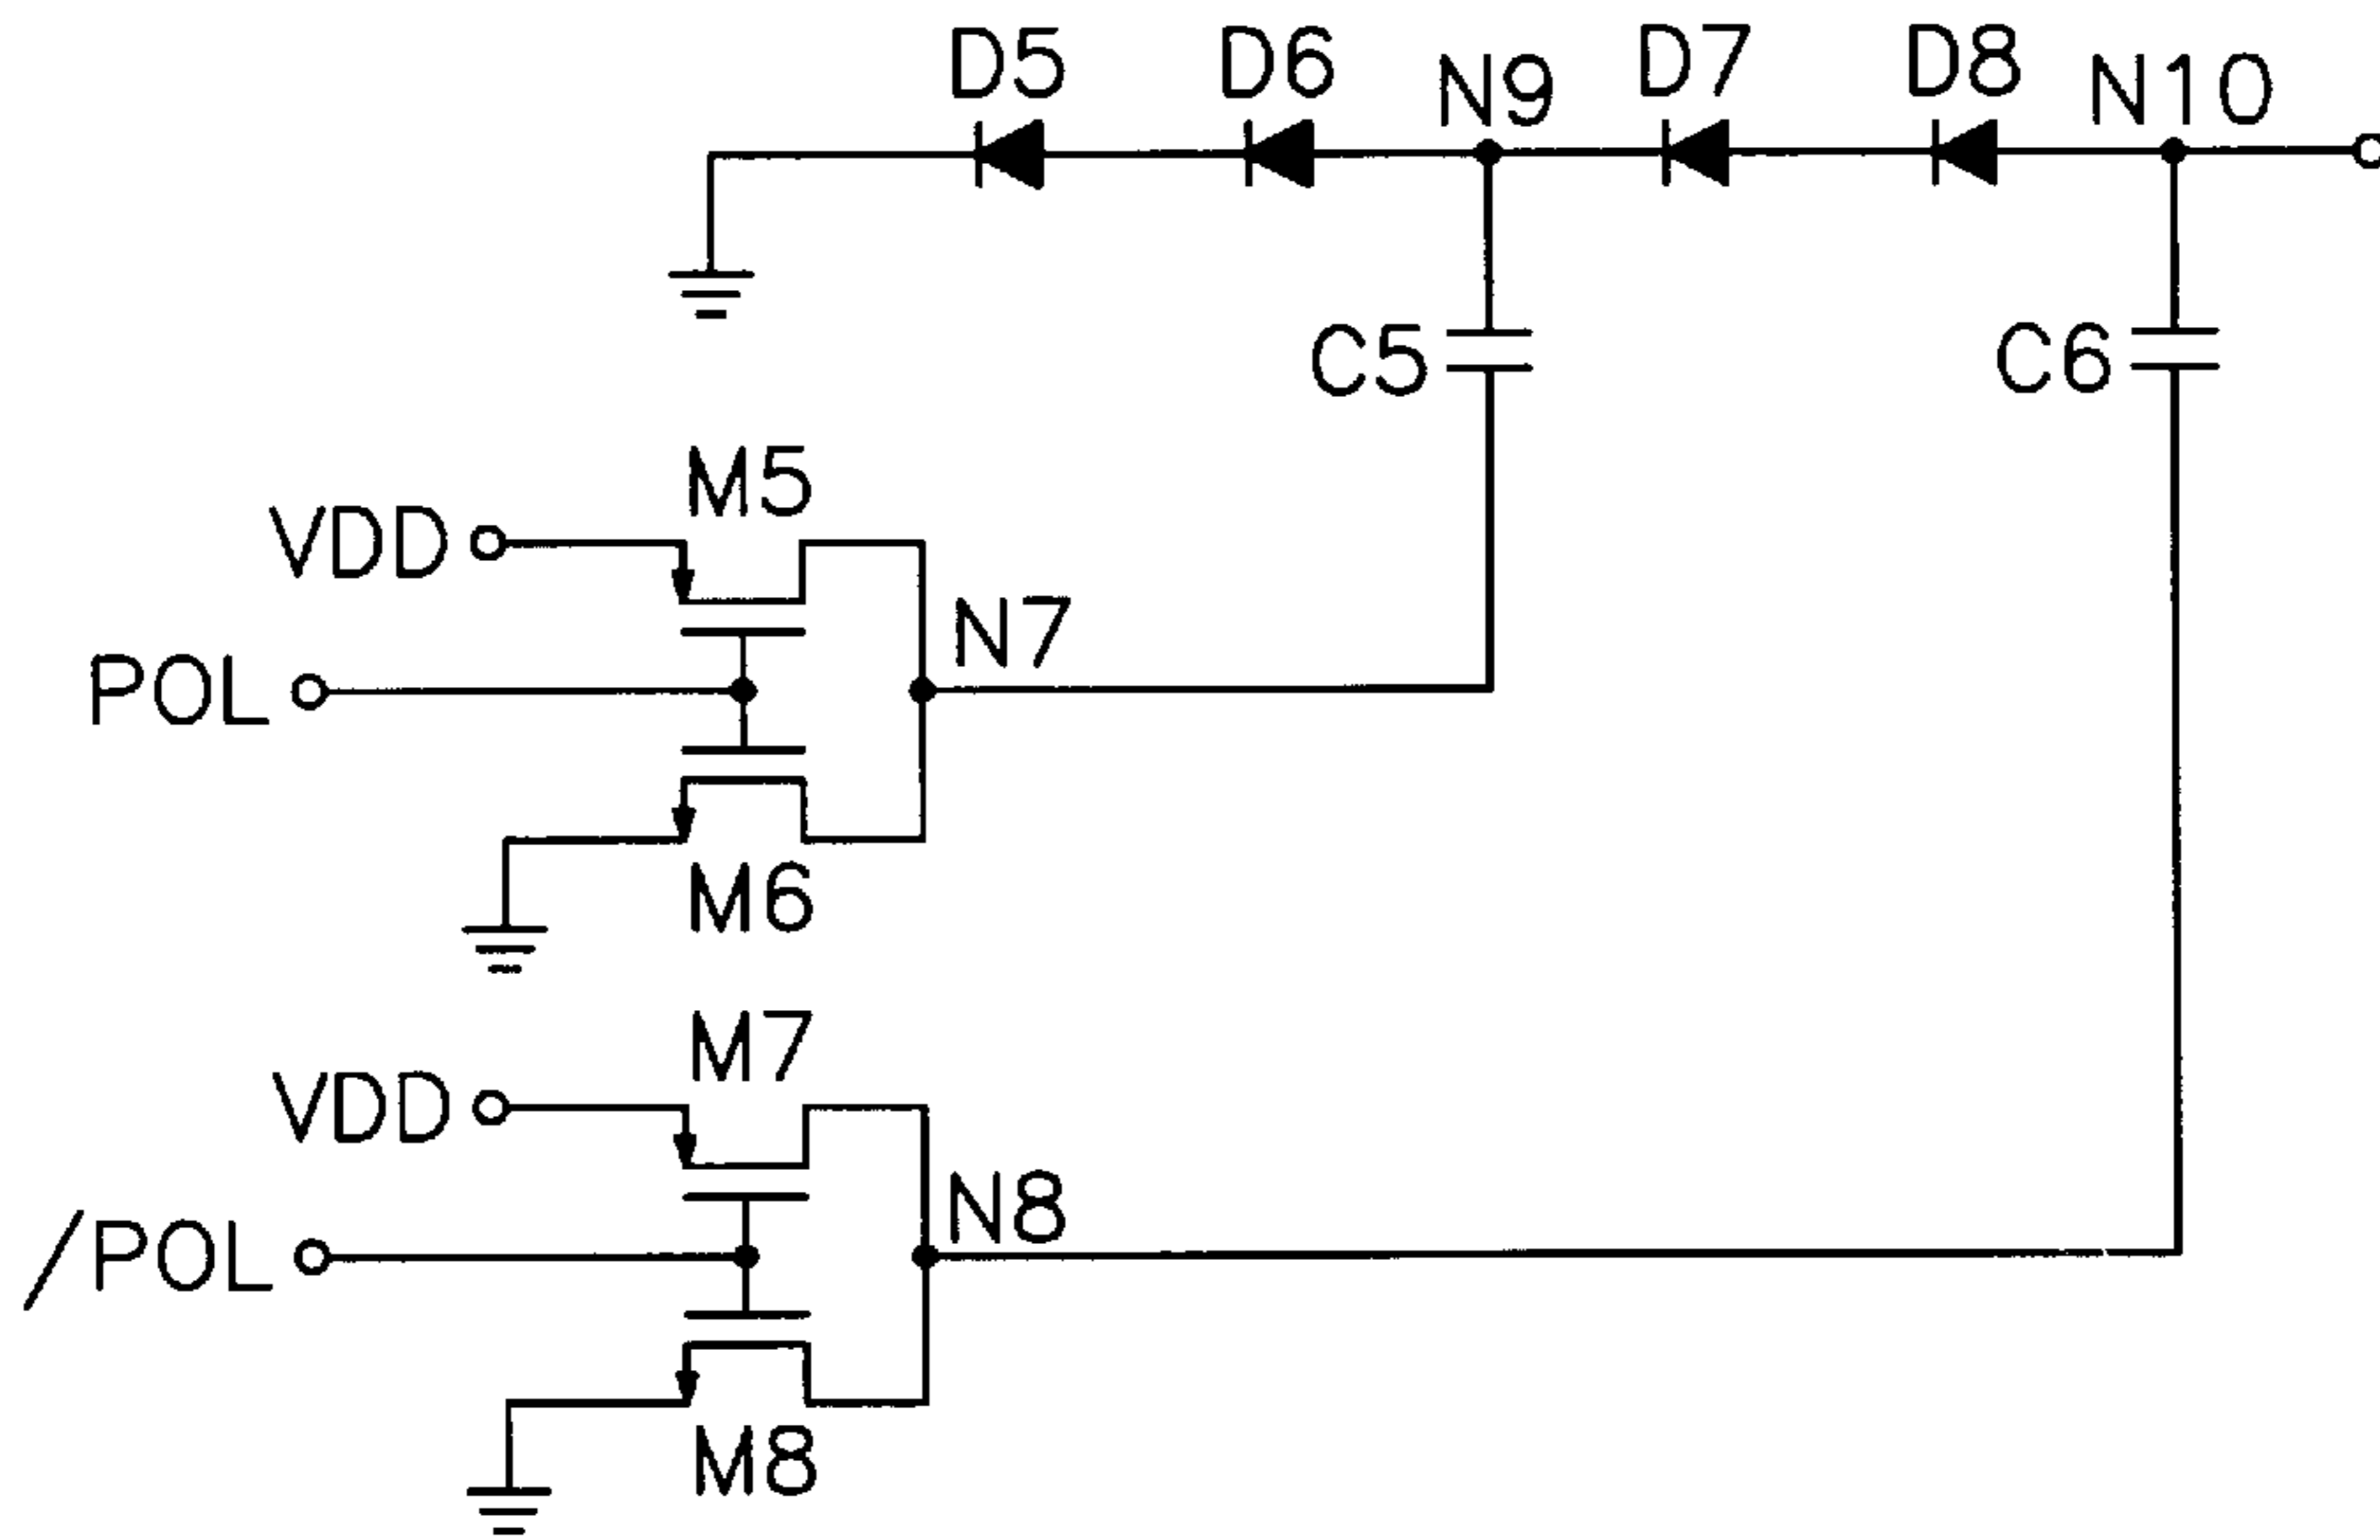 D5 D6 N9 D7 D8 N10
C5 C6
M5
VDD
N7
POL
M6
M7
VDD
N8
/POL
M8